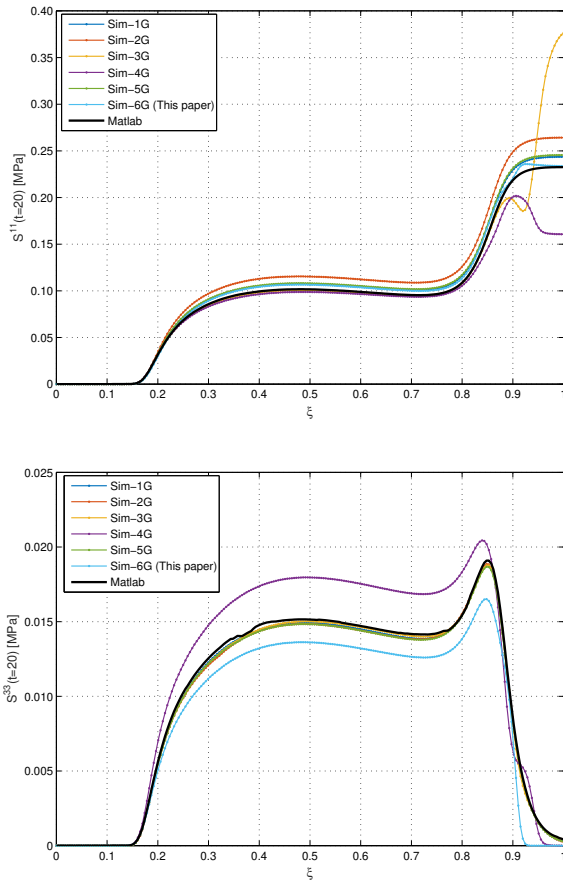 0.40
0.35
0.30
0.25
0.20
0.15
0.10
0.05
0
S¹¹(t=20) [MPa]
Sim−1G
Sim−2G
Sim−3G
Sim−4G
Sim−5G
Sim−6G (This paper)
Matlab
0 0.1 0.2 0.3 0.4 0.5 0.6 0.7 0.8 0.9 1
ξ
0.025
0.020
0.015
0.010
0.005
0
S³³(t=20) [MPa]
Sim−1G
Sim−2G
Sim−3G
Sim−4G
Sim−5G
Sim−6G (This paper)
Matlab
0 0.1 0.2 0.3 0.4 0.5 0.6 0.7 0.8 0.9 1
ξ